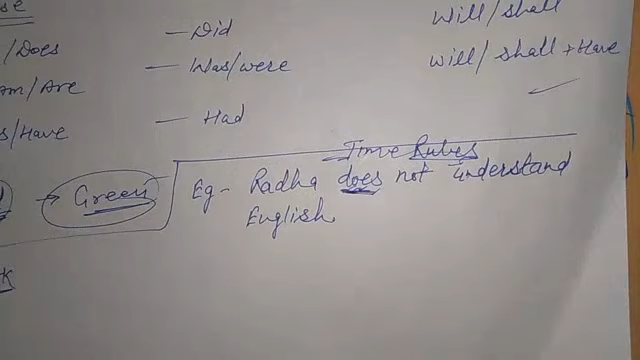 Will/shall
/Does — Did
will/shall + Have
Am/Are — Was/were
s/Have — Had
Time Rules
→ Green Eg- Radha does not understand
English